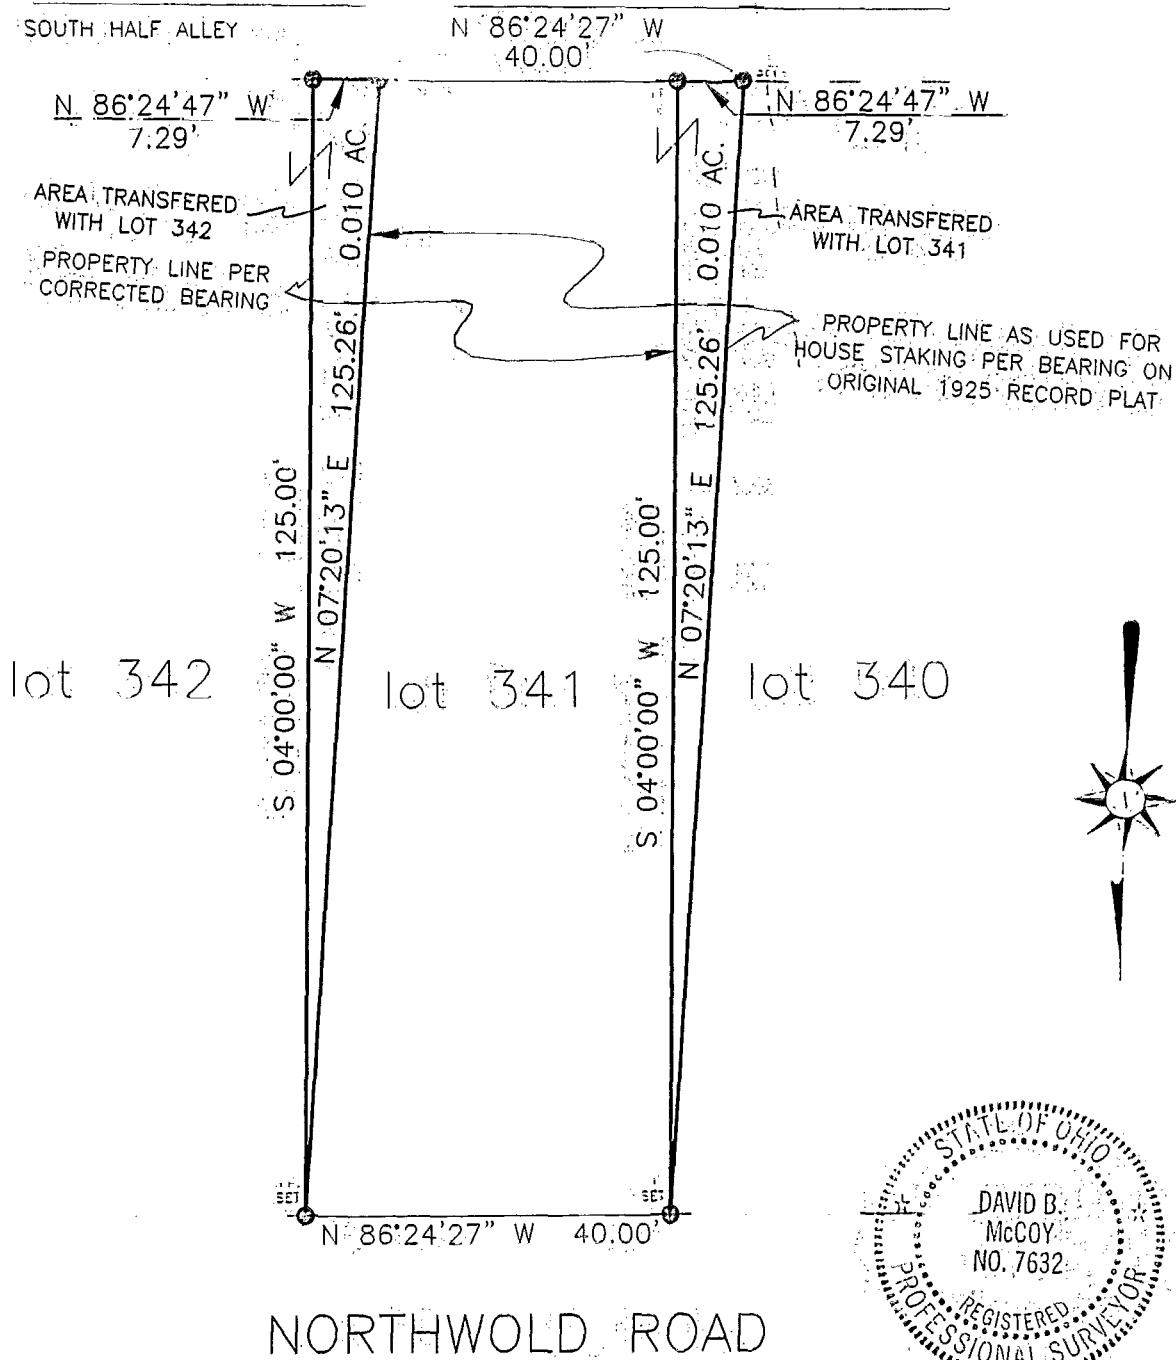 SOUTH HALF ALLEY
N 86°24'27" W
40.00'
N 86°24'47" W
7.29'
N 86°24'47" W
7.29'
AREA TRANSFERED
WITH LOT 342
0.010 AC.
0.010 AC.
AREA TRANSFERED
WITH LOT 341
PROPERTY LINE PER
CORRECTED BEARING
PROPERTY LINE AS USED FOR
HOUSE STAKING PER BEARING ON
ORIGINAL 1925 RECORD PLAT
S 04°00'00" W 125.00'
N 07°20'13" E 125.26'
S 04°00'00" W 125.00'
N 07°20'13" E 125.26'
lot 342
lot 341
lot 340
SET
SET
N 86°24'27" W 40.00'
NORTHWOLD ROAD
STATE OF OHIO
DAVID B.
McCOY
NO. 7632
REGISTERED
PROFESSIONAL SURVEYOR